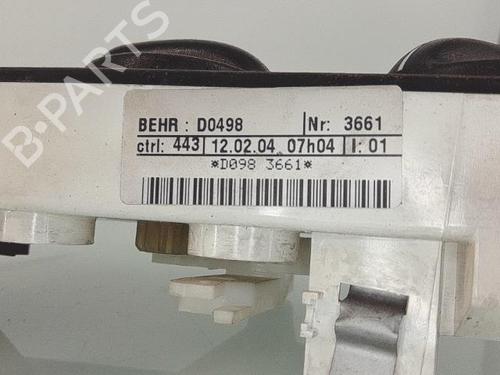 BEHR : D0498 Nr: 3661
ctrl: 443 12.02.04 07h04 I: 01
*D098 3661*
B-PARTS